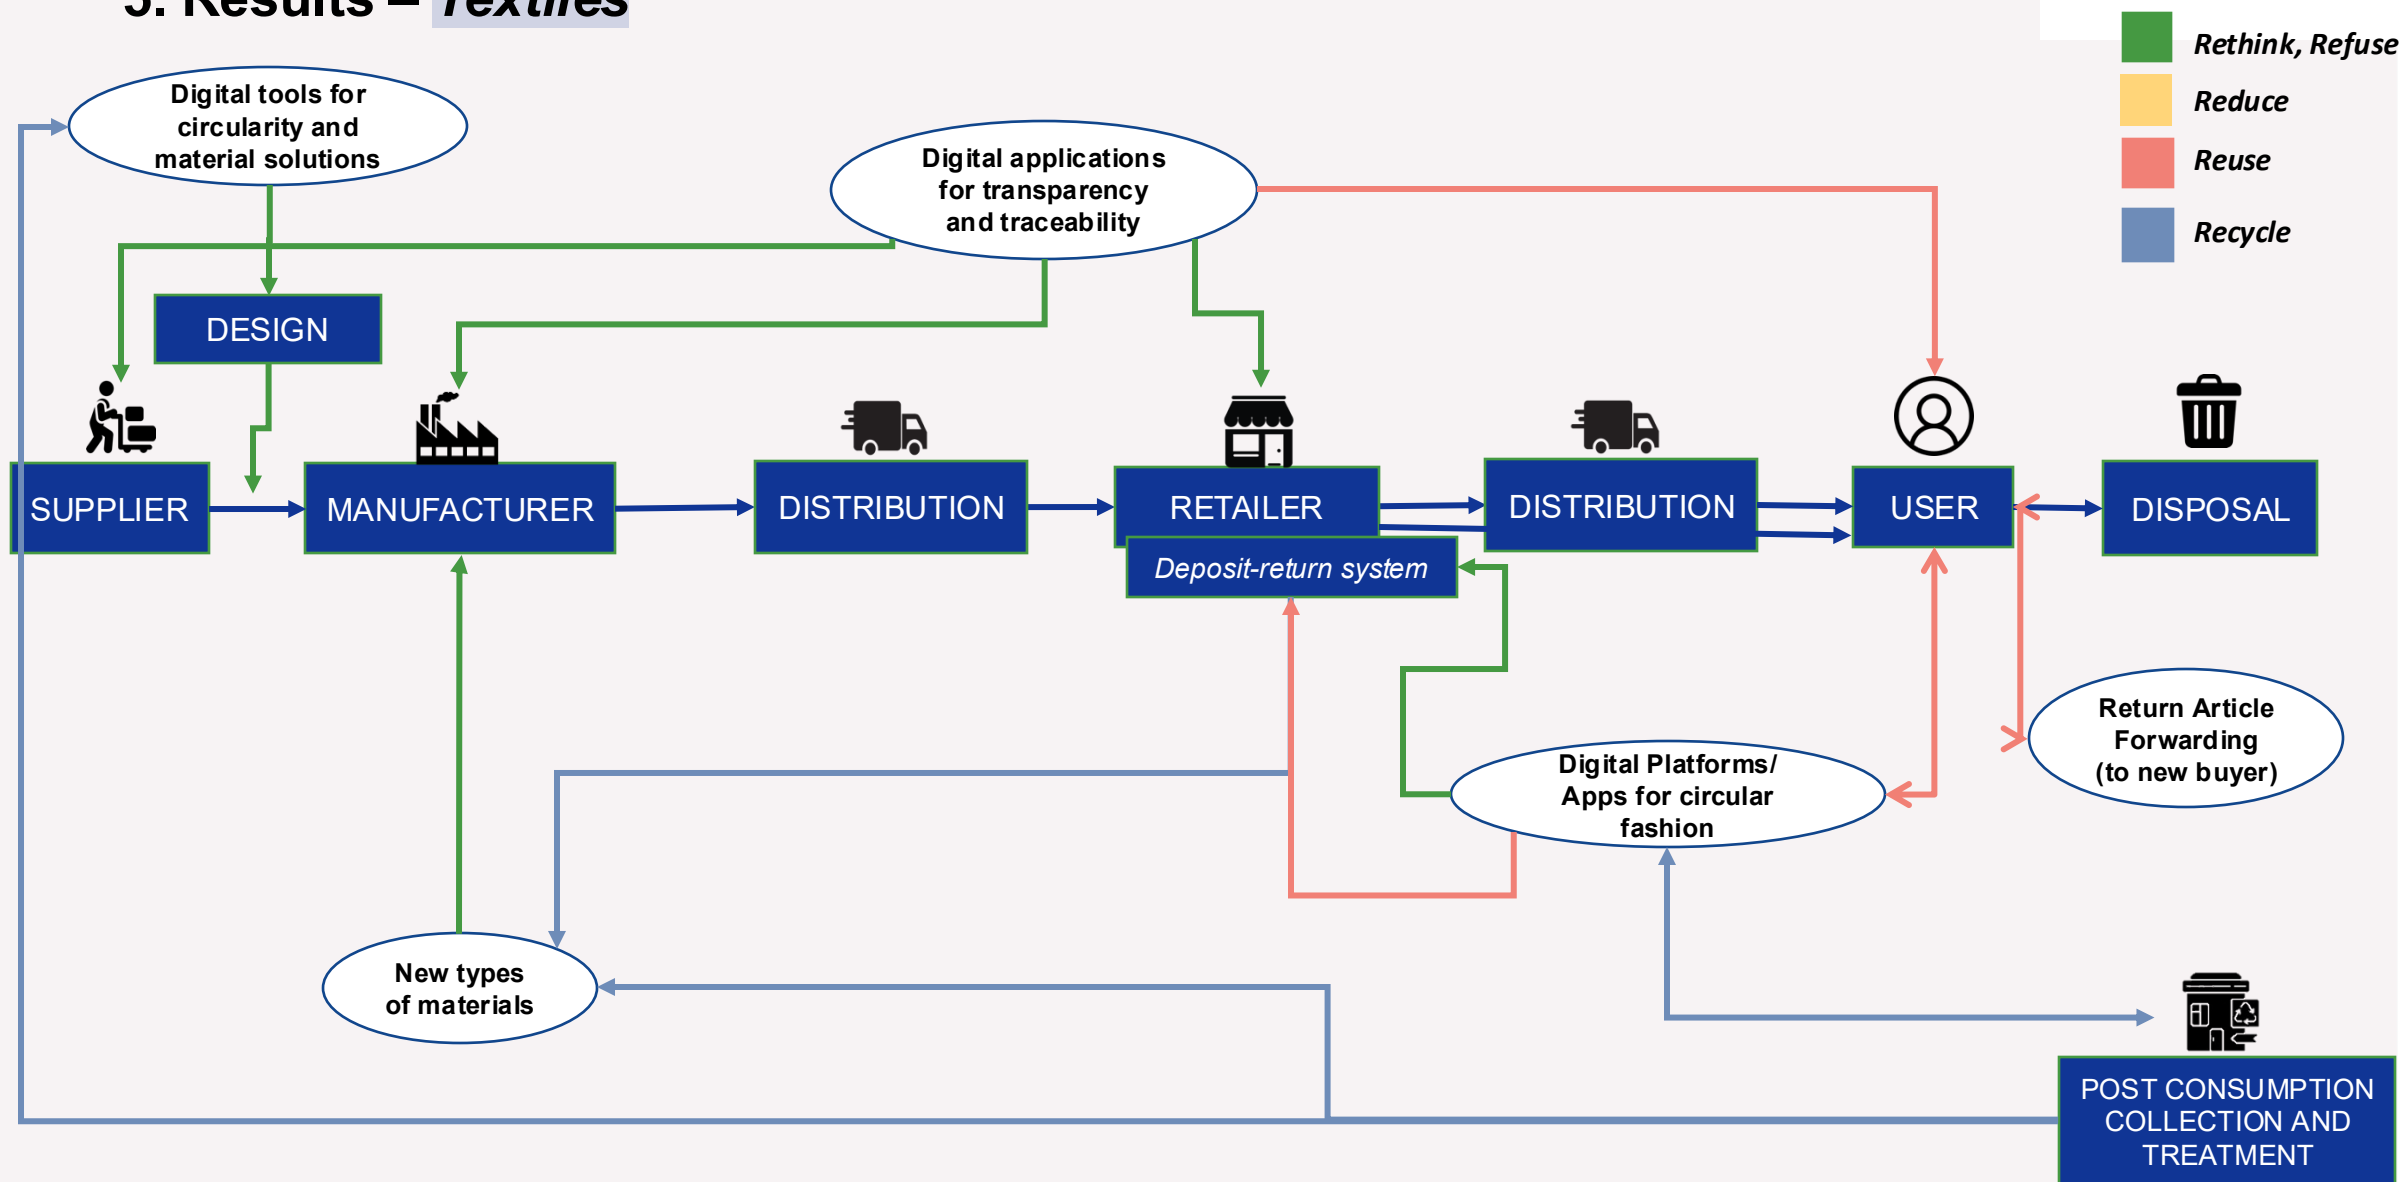 5. Results – Textiles
Rethink, Refuse
Reduce
Reuse
Recycle
Digital tools for
circularity and
material solutions
Digital applications
for transparency
and traceability
DESIGN
SUPPLIER
MANUFACTURER
DISTRIBUTION
RETAILER
DISTRIBUTION
USER
DISPOSAL
Deposit-return system
Return Article
Forwarding
(to new buyer)
Digital Platforms/
Apps for circular
fashion
New types
of materials
POST CONSUMPTION
COLLECTION AND
TREATMENT